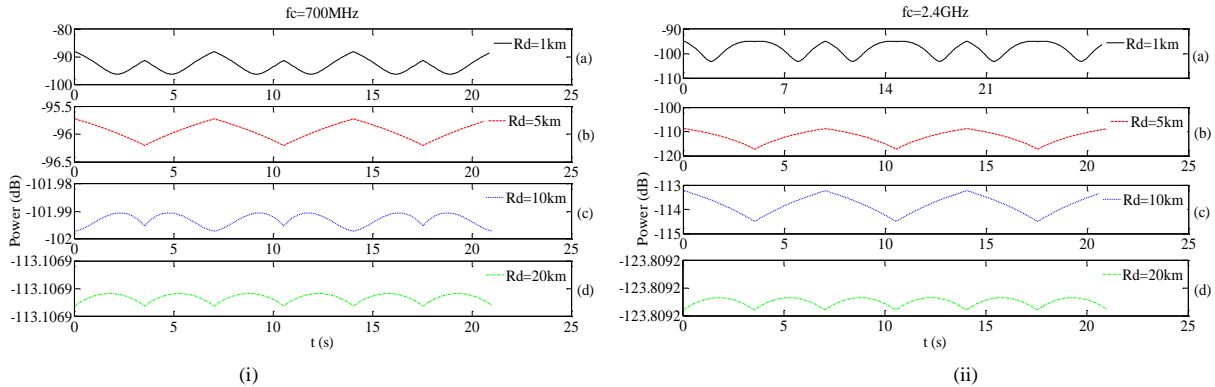 fc=700MHz
-80
-90
-100
Rd=1km
(a)
0 5 10 15 20 25
-95.5
-96
-96.5
Rd=5km
(b)
0 5 10 15 20 25
-101.98
-101.99
-102
Rd=10km
(c)
0 5 10 15 20 25
-113.1069
-113.1069
-113.1069
Rd=20km
(d)
0 5 10 15 20 25
Power (dB)
t (s)
(i)
fc=2.4GHz
-90
-100
-110
Rd=1km
(a)
0 7 14 21
-100
-110
-120
Rd=5km
(b)
0 5 10 15 20 25
-113
-114
-115
Rd=10km
(c)
0 5 10 15 20 25
-123.8092
-123.8092
-123.8092
Rd=20km
(d)
0 5 10 15 20 25
Power (dB)
t (s)
(ii)